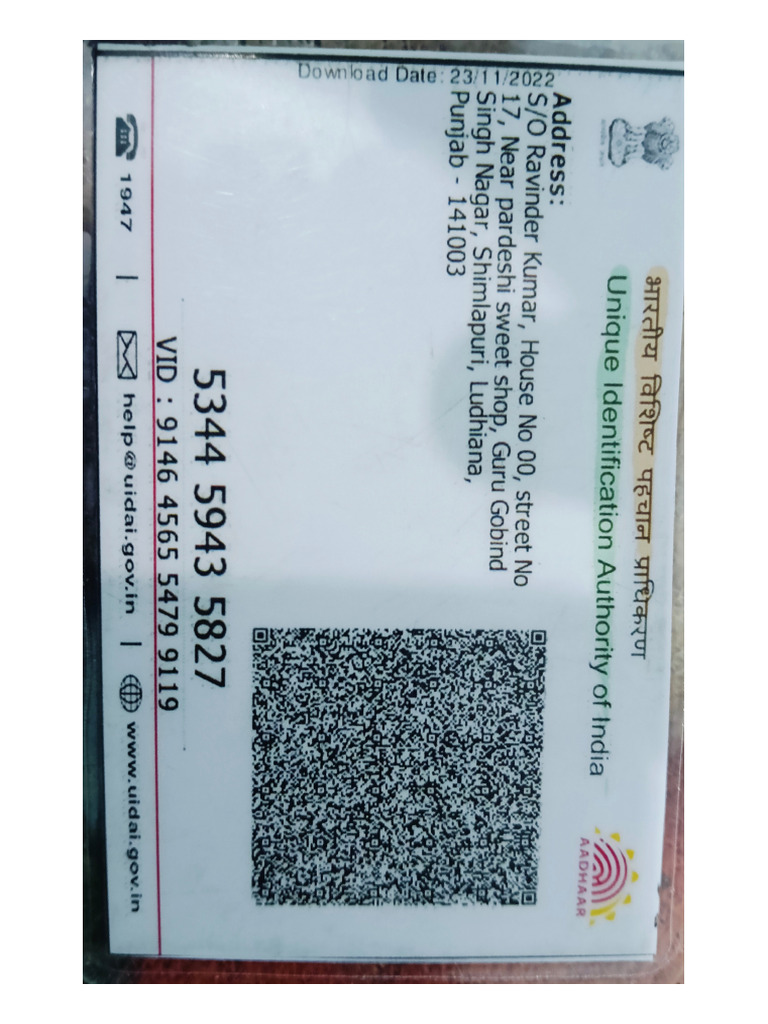 भारतीय विशिष्ट पहचान प्राधिकरण
Unique Identification Authority of India
AADHAAR
Download Date: 23/11/2022
Address:
S/O Ravinder Kumar, House No 00, street No
17, Near pardeshi sweet shop, Guru Gobind
Singh Nagar, Shimlapuri, Ludhiana,
Punjab - 141003
5344 5943 5827
VID : 9146 4565 5479 9119
1947 | help@uidai.gov.in | www.uidai.gov.in